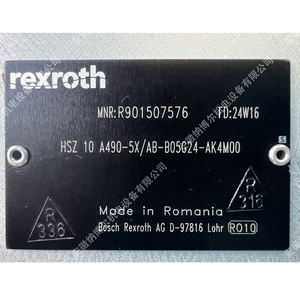 rexroth
MNR:R901507576 FD:24W16
HSZ 10 A490-5X/AB-B05G24-AK4M00
S
R
336
R
316
Made in Romania
Bosch Rexroth AG D-97816 Lohr R010